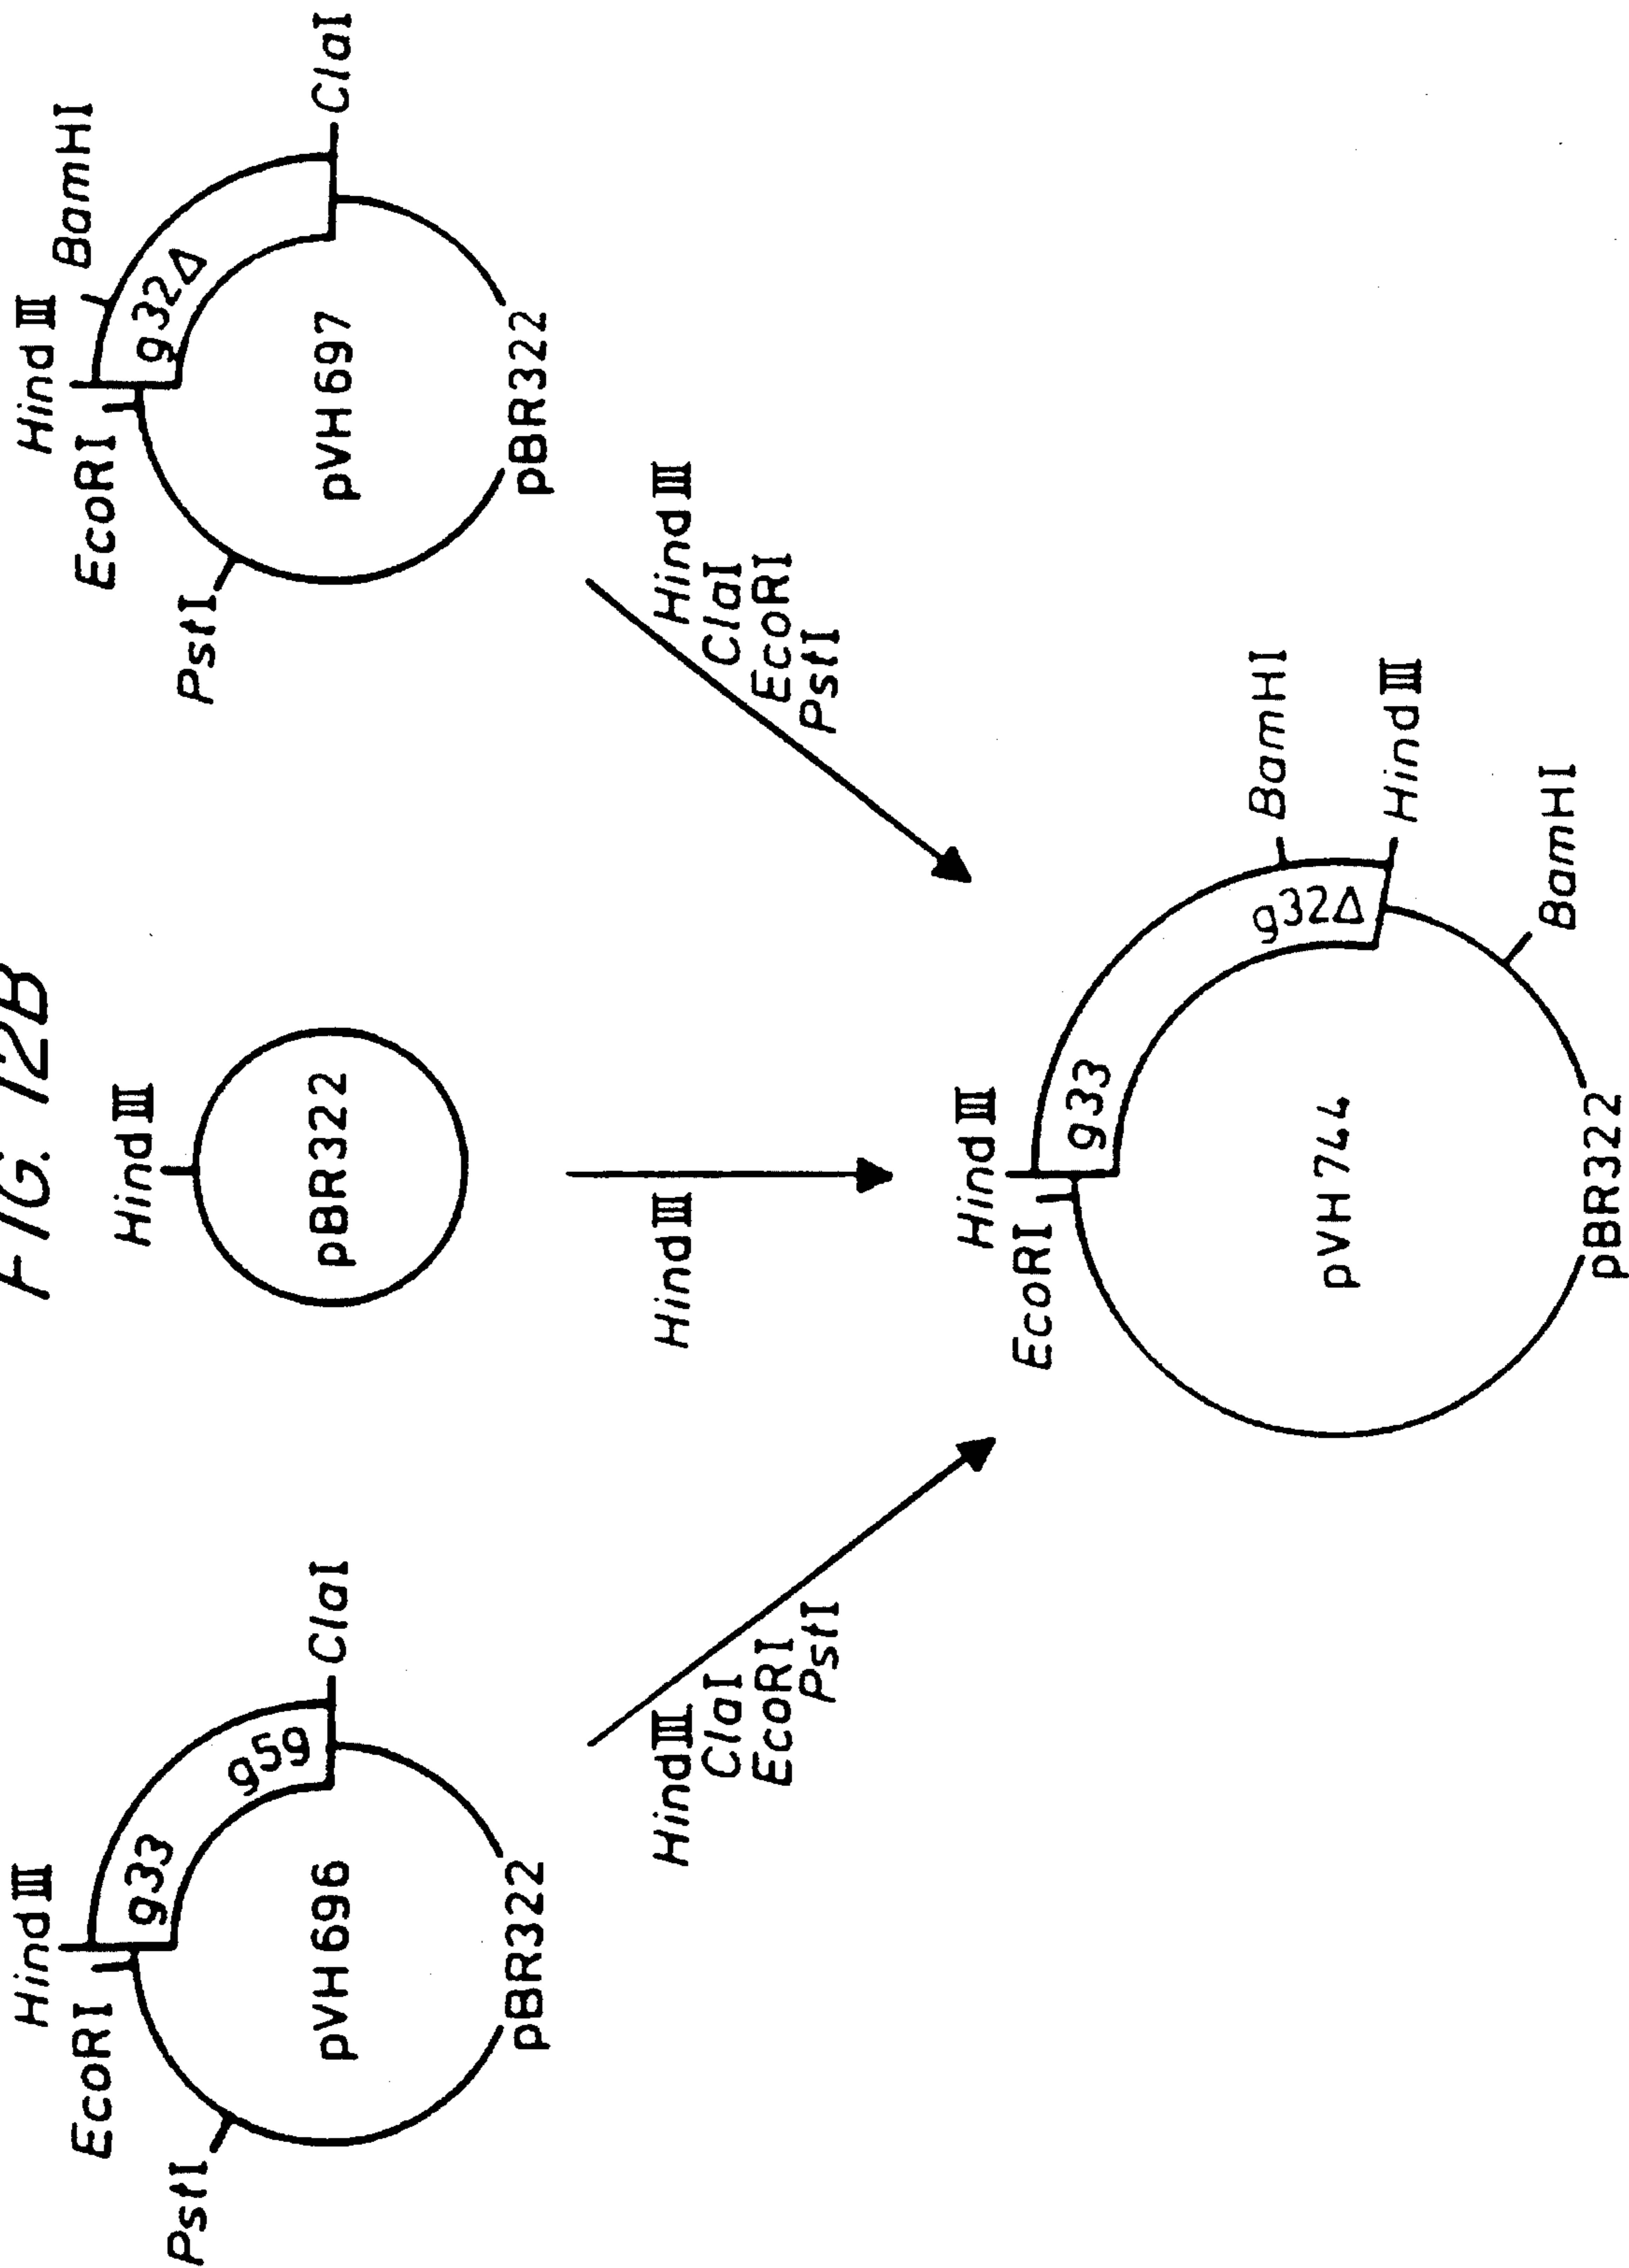 FIG. 12B
Hind III
EcoRI
PstI
g33
g59
ClaI
pVH696
pBR322
Hind III
pBR322
Hind III
BamHI
EcoRI
PstI
g32Δ
ClaI
pVH697
pBR322
Hind III
ClaI
EcoRI
PstI
Hind III
Hind III
ClaI
EcoRI
PstI
Hind III
EcoRI
g33
g32Δ
BamHI
Hind III
BamHI
pVH744
pBR322